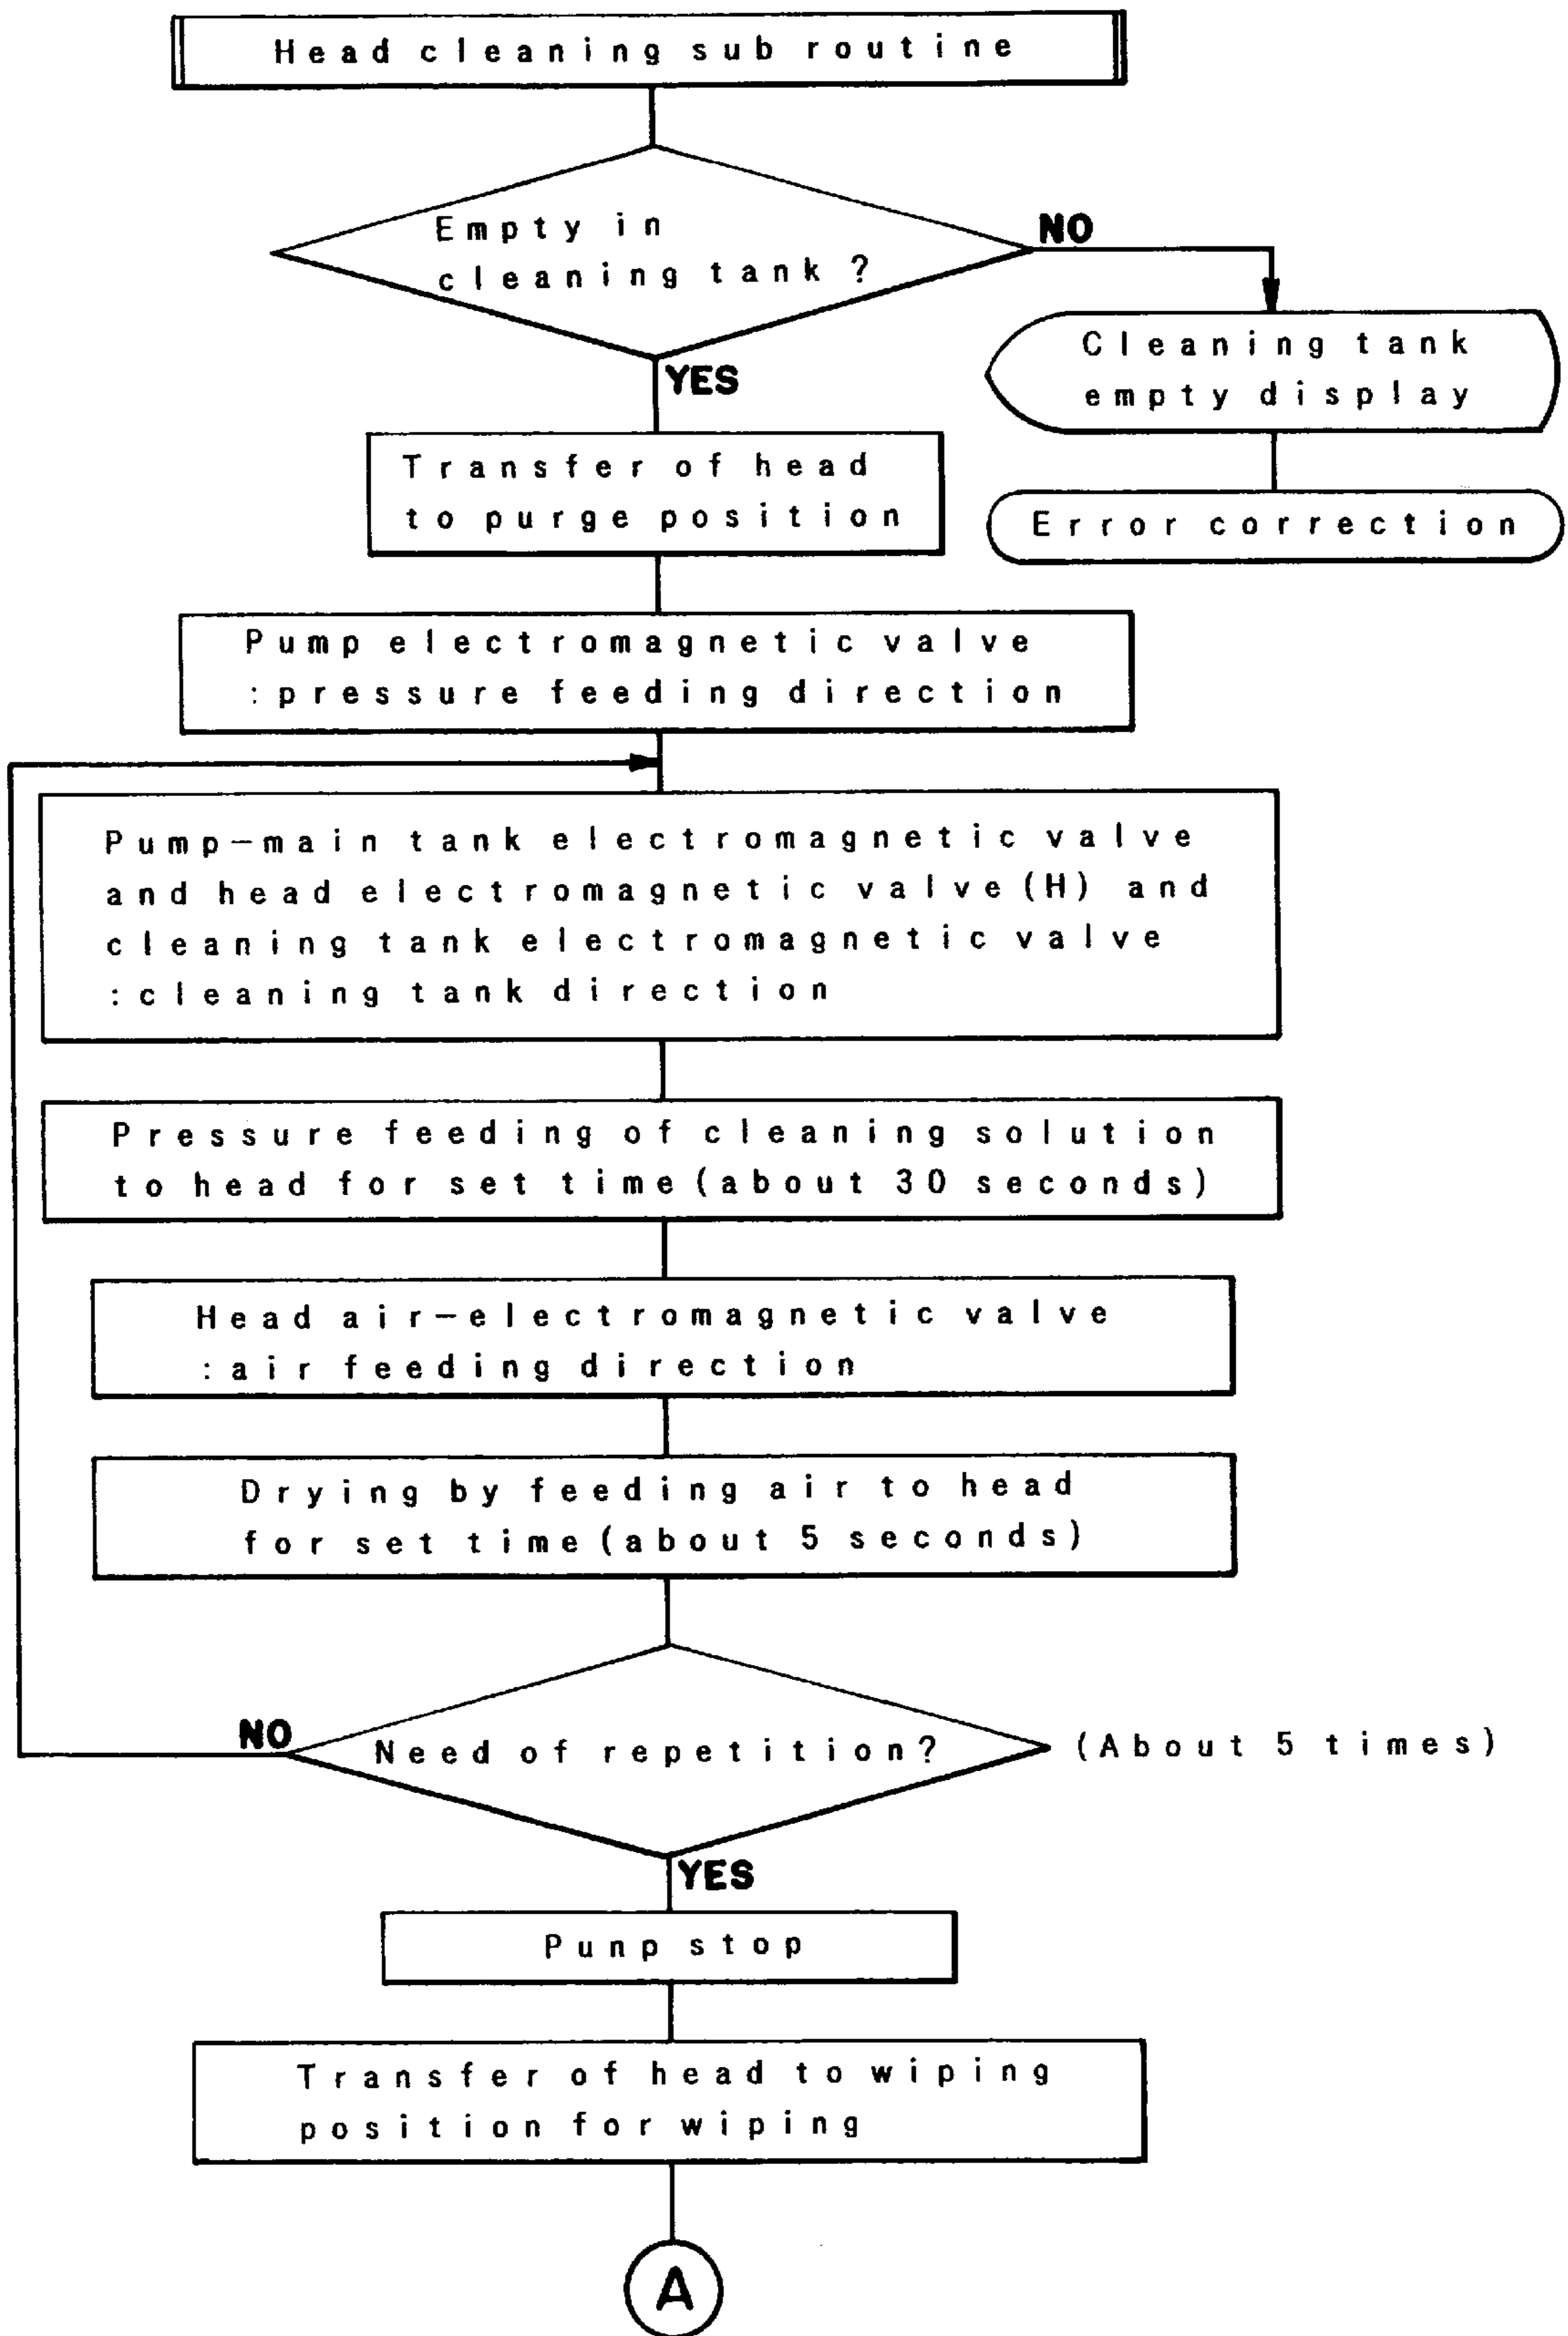 Head cleaning sub routine
Empty in
cleaning tank ?
NO
YES
Cleaning tank
empty display
Error correction
Transfer of head
to purge position
Pump electromagnetic valve
:pressure feeding direction
Pump-main tank electromagnetic valve
and head electromagnetic valve(H) and
cleaning tank electromagnetic valve
:cleaning tank direction
Pressure feeding of cleaning solution
to head for set time(about 30 seconds)
Head air-electromagnetic valve
:air feeding direction
Drying by feeding air to head
for set time(about 5 seconds)
NO
Need of repetition?
(About 5 times)
YES
Punp stop
Transfer of head to wiping
position for wiping
A